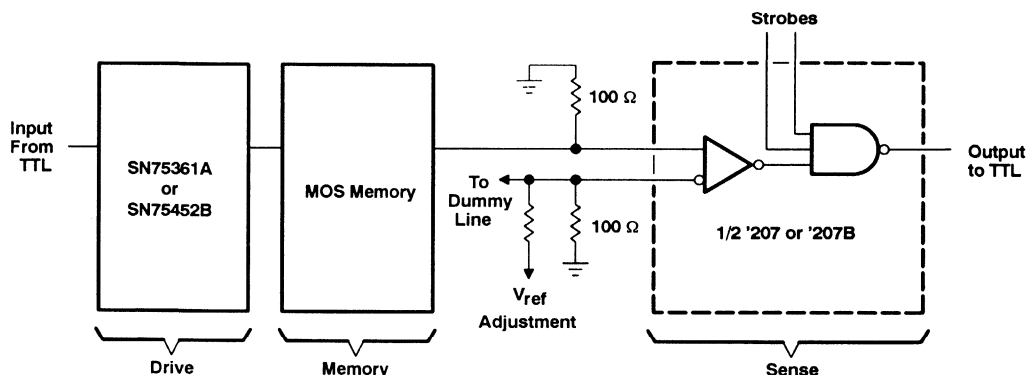 Strobes
Input
From
TTL
SN75361A
or
SN75452B
MOS Memory
100 Ω
To
Dummy
Line
100 Ω
Vref
Adjustment
1/2 '207 or '207B
Output
to TTL
Drive
Memory
Sense